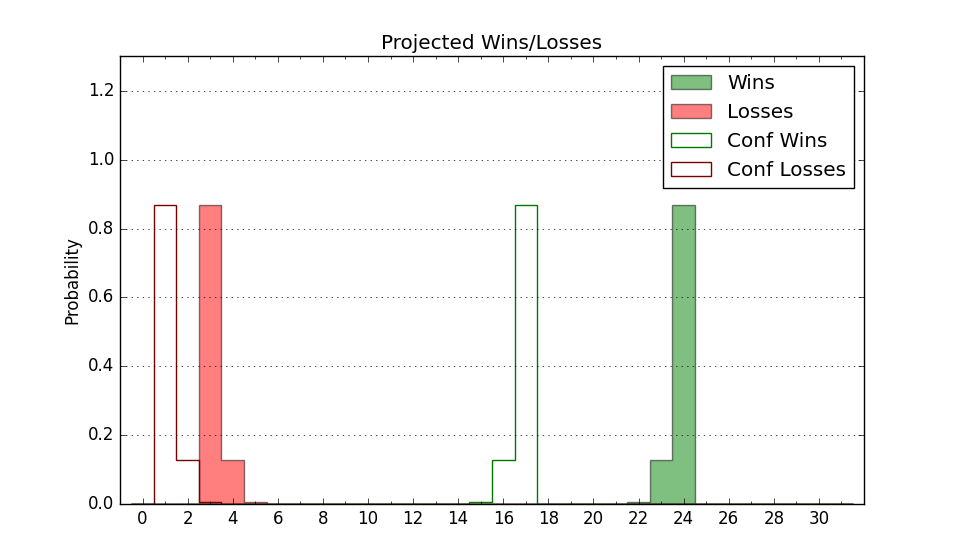 Projected Wins/Losses
Wins
Losses
Conf Wins
Conf Losses
Probability
1.2
1.0
0.8
0.6
0.4
0.2
0.0
0 2 4 6 8 10 12 14 16 18 20 22 24 26 28 30